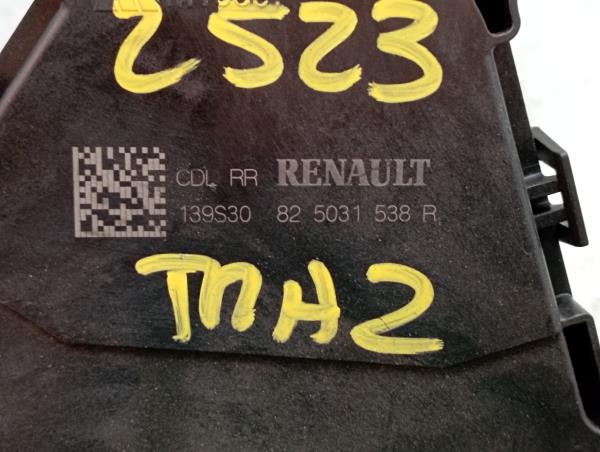 2523
CDL RR RENAULT
139S30 82 5031 538 R
TMH2